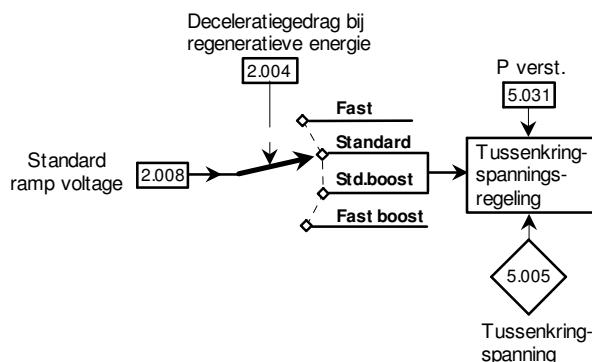 Deceleratiegedrag bij
regeneratieve energie
2.004
P verst.
5.031
Fast
Standard
Standard
ramp voltage
2.008
Std.boost
Fast boost
Tussenkring-
spannings-
regeling
5.005
Tussenkring-
spanning